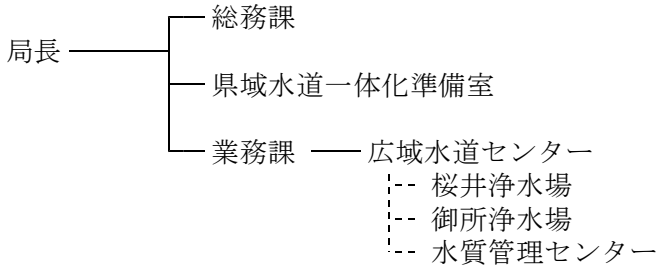 総務課
局長
県域水道一体化準備室
業務課
広域水道センター
桜井浄水場
御所浄水場
水質管理センター